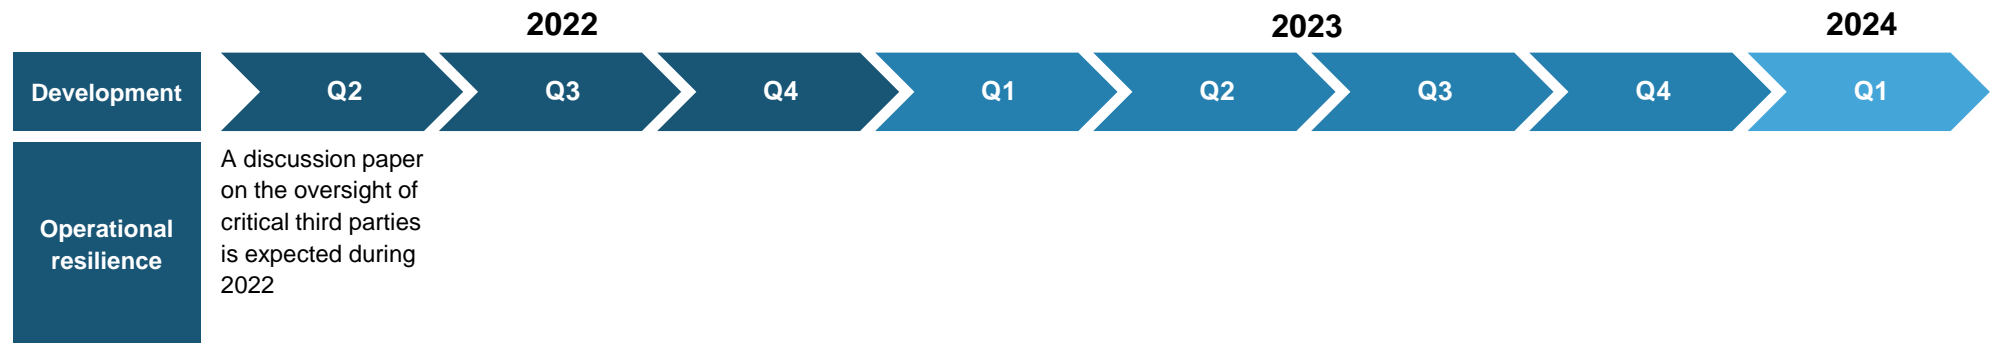 2022 2023 2024
Development Q2 Q3 Q4 Q1 Q2 Q3 Q4 Q1
Operational
resilience
A discussion paper
on the oversight of
critical third parties
is expected during
2022